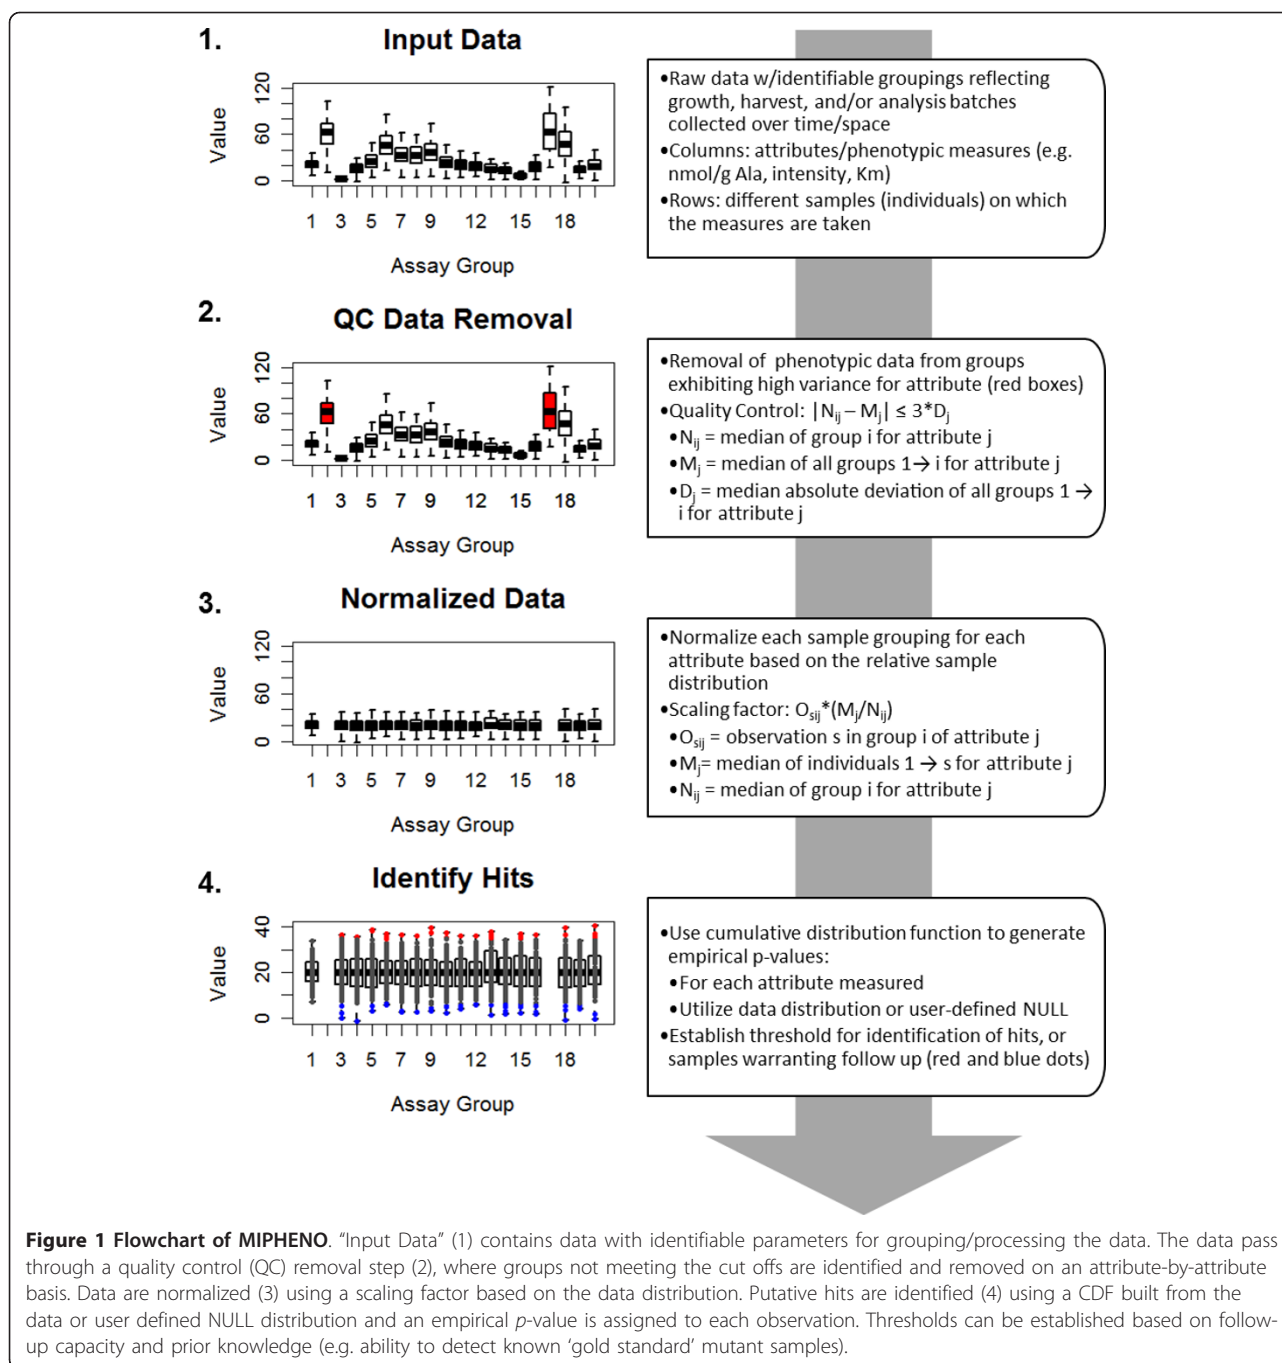 1. Input Data
Value
120
60
0
1 3 5 7 9 12 15 18
Assay Group
•Raw data w/identifiable groupings reflecting
growth, harvest, and/or analysis batches
collected over time/space
•Columns: attributes/phenotypic measures (e.g.
nmol/g Ala, intensity, Km)
•Rows: different samples (individuals) on which
the measures are taken
2. QC Data Removal
Value
120
60
0
1 3 5 7 9 12 15 18
Assay Group
•Removal of phenotypic data from groups
exhibiting high variance for attribute (red boxes)
•Quality Control: |Nij – Mj| ≤ 3*Dj
•Nij = median of group i for attribute j
•Mj = median of all groups 1→ i for attribute j
•Dj = median absolute deviation of all groups 1 →
i for attribute j
3. Normalized Data
Value
120
60
0
1 3 5 7 9 12 15 18
Assay Group
•Normalize each sample grouping for each
attribute based on the relative sample
distribution
•Scaling factor: Osij*(Mj/Nij)
•Osij = observation s in group i of attribute j
•Mj= median of individuals 1 → s for attribute j
•Nij = median of group i for attribute j
4. Identify Hits
Value
40
20
0
1 3 5 7 9 12 15 18
Assay Group
•Use cumulative distribution function to generate
empirical p-values:
•For each attribute measured
•Utilize data distribution or user-defined NULL
•Establish threshold for identification of hits, or
samples warranting follow up (red and blue dots)
Figure 1 Flowchart of MIPHENO. "Input Data" (1) contains data with identifiable parameters for grouping/processing the data. The data pass
through a quality control (QC) removal step (2), where groups not meeting the cut offs are identified and removed on an attribute-by-attribute
basis. Data are normalized (3) using a scaling factor based on the data distribution. Putative hits are identified (4) using a CDF built from the
data or user defined NULL distribution and an empirical p-value is assigned to each observation. Thresholds can be established based on follow-
up capacity and prior knowledge (e.g. ability to detect known 'gold standard' mutant samples).